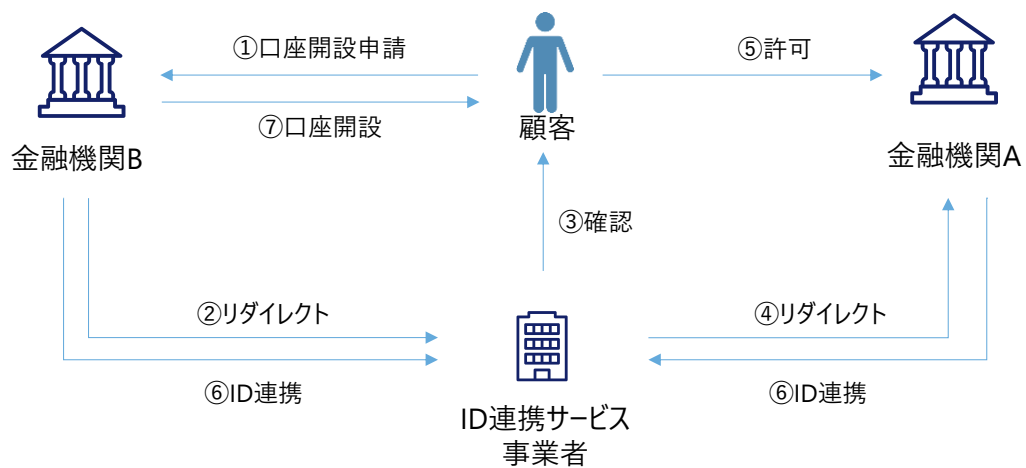 ①口座開設申請
⑤許可
⑦口座開設
顧客
金融機関B
金融機関A
③確認
②リダイレクト
④リダイレクト
⑥ID連携
⑥ID連携
ID連携サービス
事業者